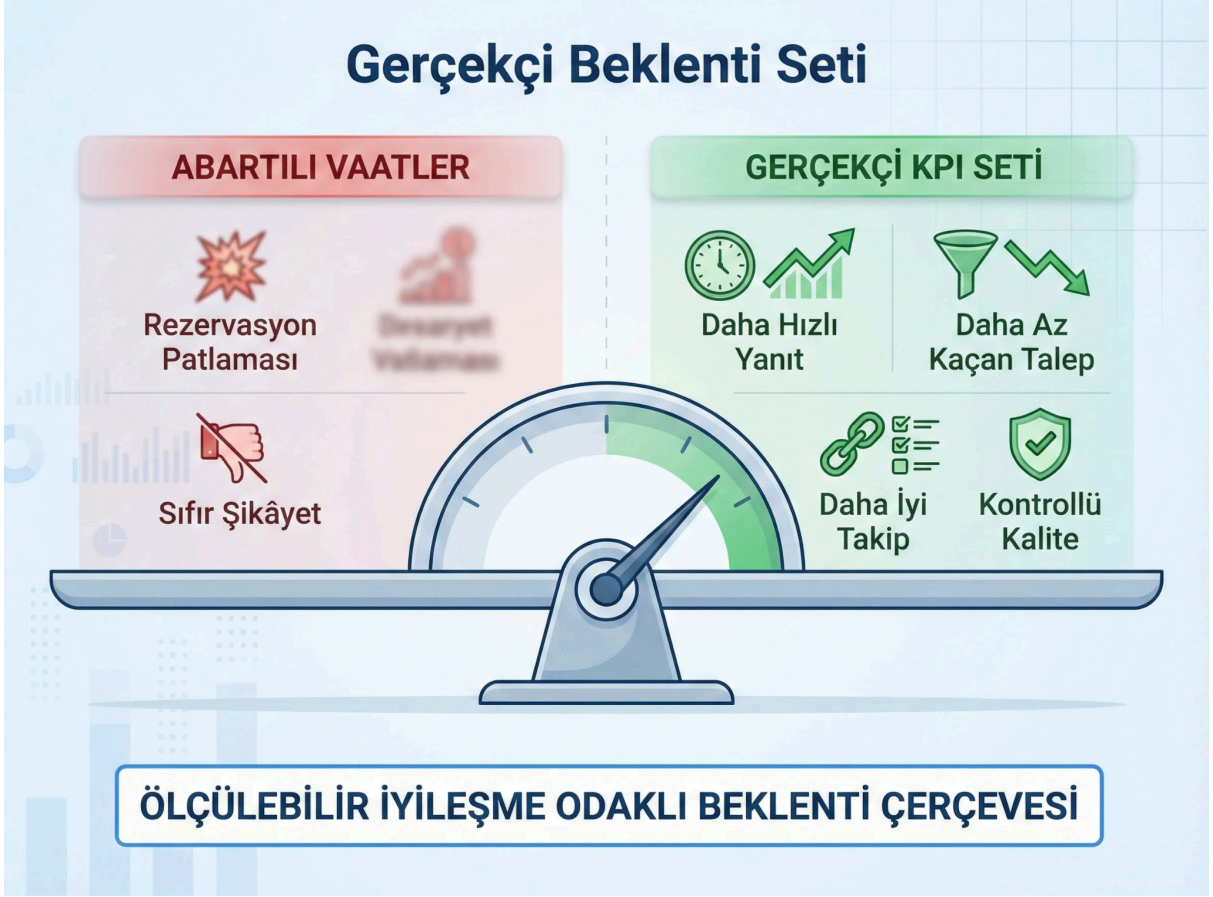 Gerçekçi Beklenti Seti
ABARTILI VAATLER
Rezervasyon
Patlaması
Sıfır Şikâyet
GERÇEKÇİ KPI SETİ
Daha Hızlı
Yanıt
Daha Az
Kaçan Talep
Daha İyi
Takip
Kontrollü
Kalite
ÖLÇÜLEBİLİR İYİLEŞME ODAKLI BEKLENTİ ÇERÇEVESİ